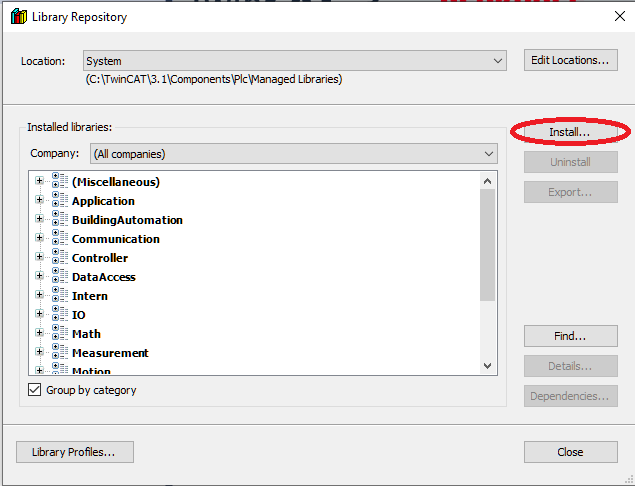 Library Repository
Location:
System
Edit Locations...
(C:\TwinCAT\3.1\Components\Plc\Managed Libraries)
Installed libraries:
Install...
Company:
(All companies)
Uninstall
(Miscellaneous)
Export...
Application
BuildingAutomation
Communication
Controller
DataAccess
Intern
IO
Math
Find...
Measurement
Motion
Details...
Group by category
Dependencies...
Library Profiles...
Close